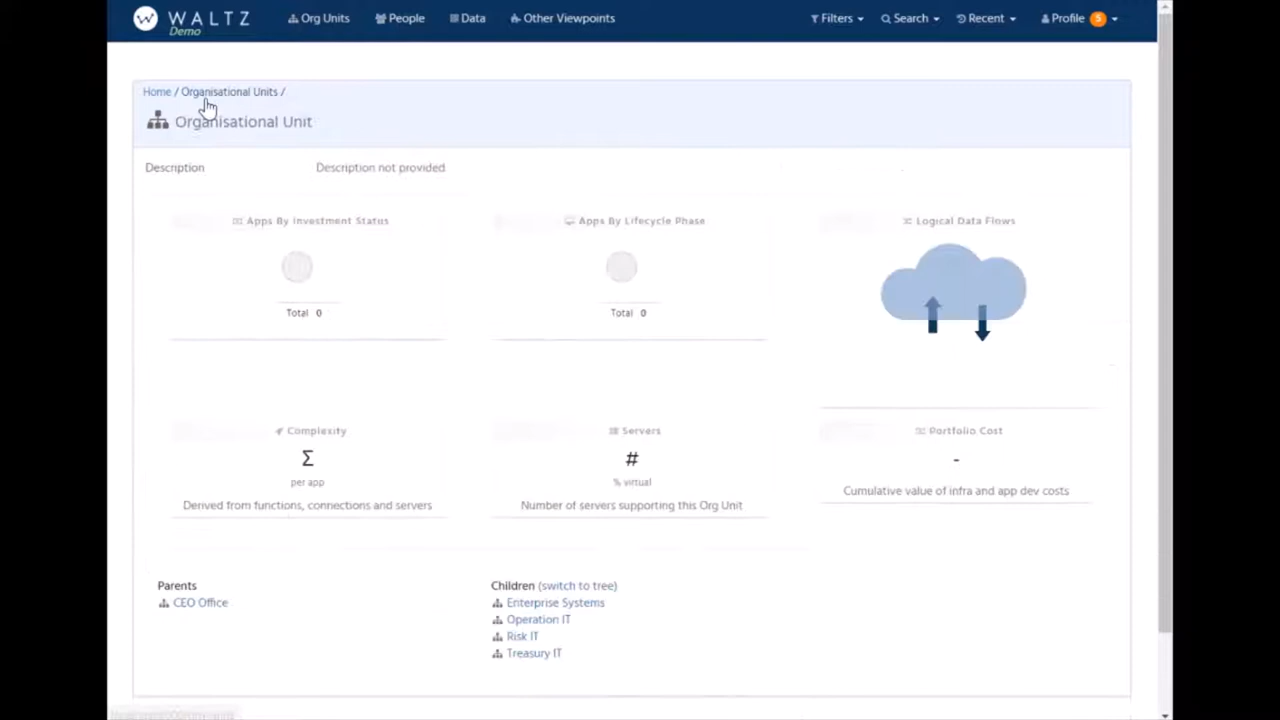 WALTZ
Demo
Org Units
People
Data
Other Viewpoints
Filters
Search
Recent
Profile 5
Home / Organisational Units /
Organisational Unit
Description Description not provided
Apps By Investment Status
Total 0
Apps By Lifecycle Phase
Total 0
Logical Data Flows
Complexity
Σ
per app
Derived from functions, connections and servers
Servers
#
% virtual
Number of servers supporting this Org Unit
Portfolio Cost
-
Cumulative value of infra and app dev costs
Parents
CEO Office
Children (switch to tree)
Enterprise Systems
Operation IT
Risk IT
Treasury IT